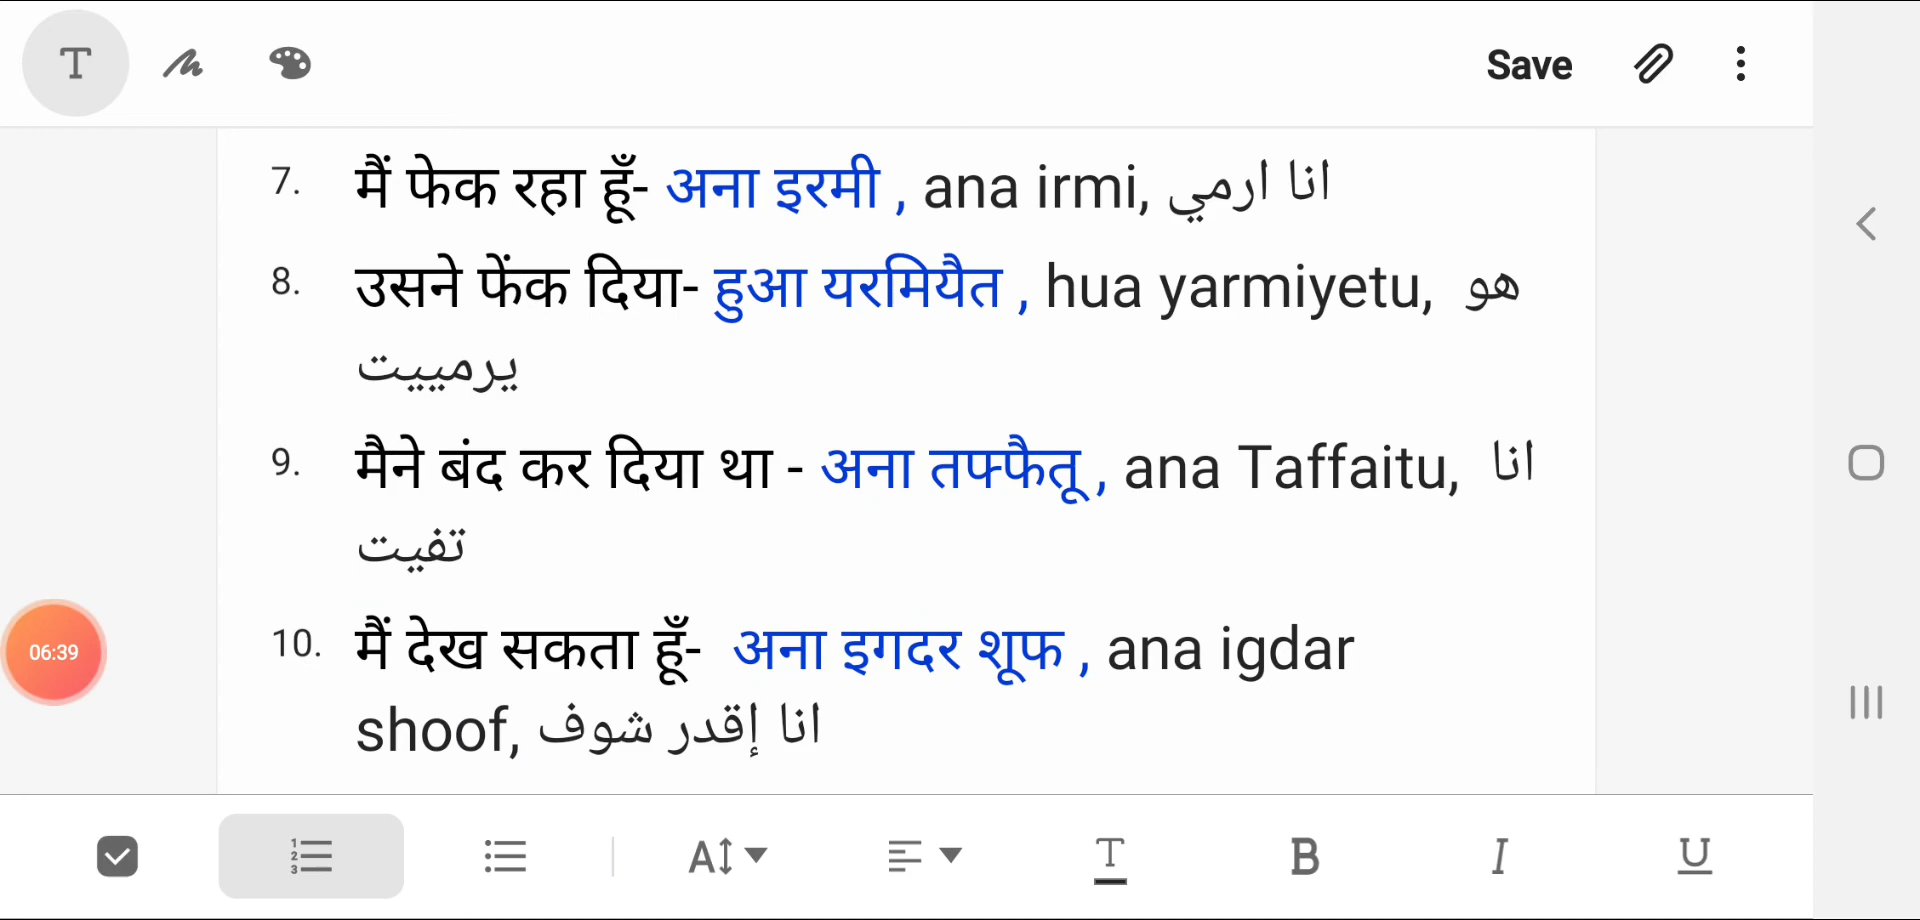 Save
7. मैं फेक रहा हूँ- अना इरमी , ana irmi, انا ارمي
8. उसने फेंक दिया- हुआ यरमियैत , hua yarmiyetu, هو
يرمييت
9. मैने बंद कर दिया था - अना तफ्फैतू , ana Taffaitu, انا
تفيت
10. मैं देख सकता हूँ- अना इगदर शूफ , ana igdar
shoof, انا إقدر شوف
06:39